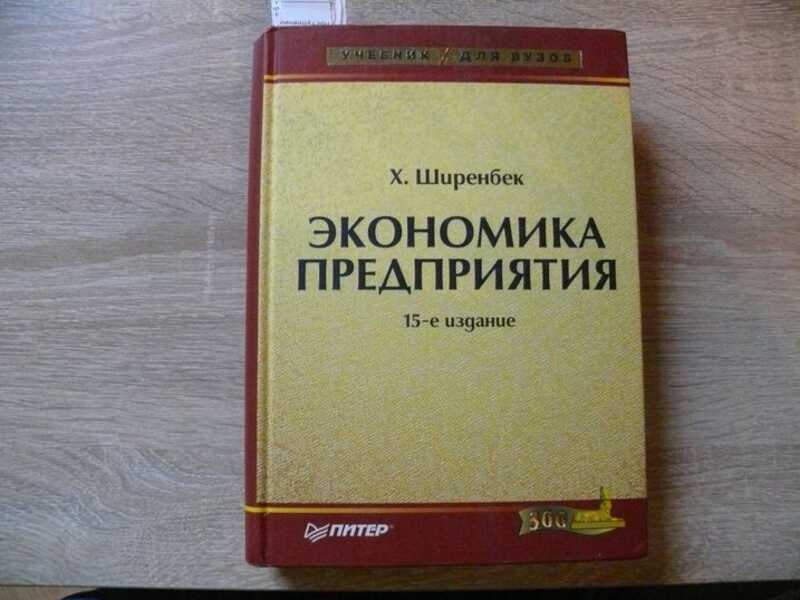 УЧЕБНИК ДЛЯ ВУЗОВ
Х. Ширенбек
ЭКОНОМИКА
ПРЕДПРИЯТИЯ
15-е издание
ПИТЕР®
300